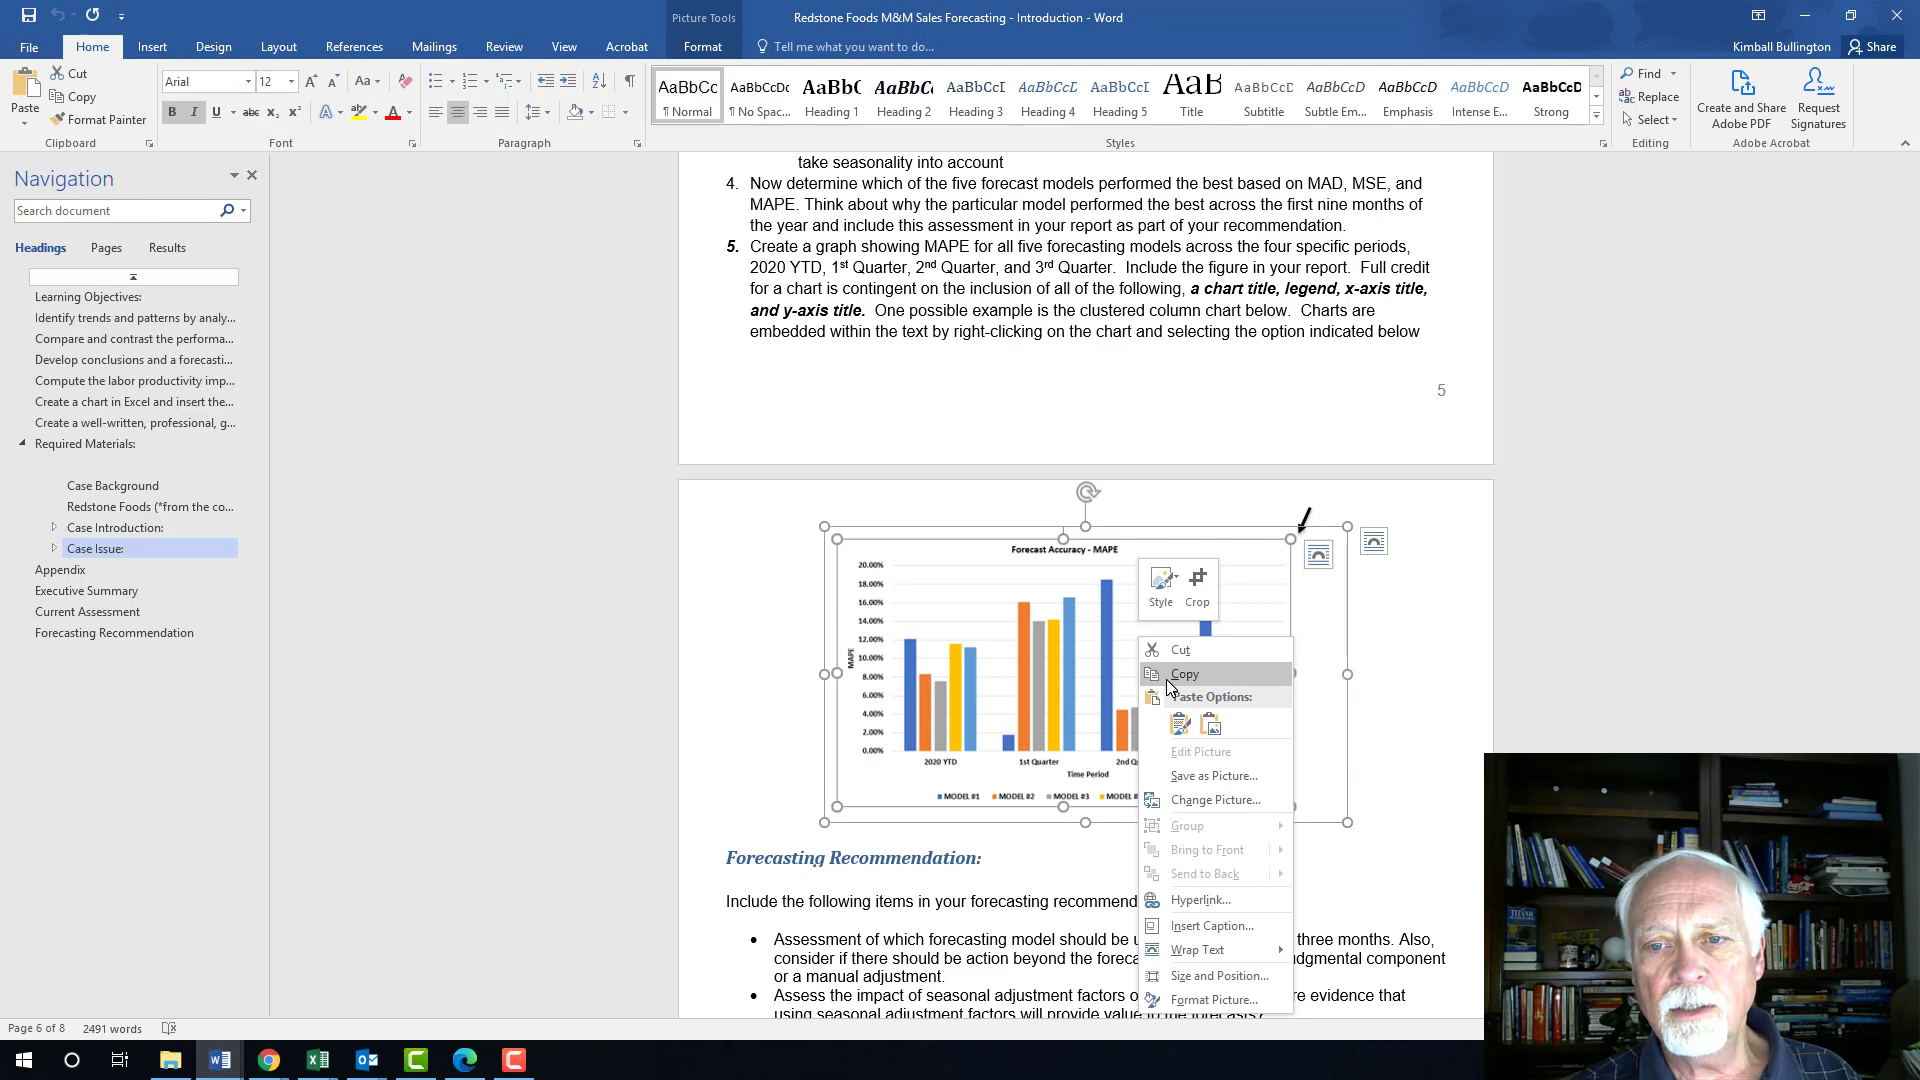 Picture Tools
Redstone Foods M&M Sales Forecasting - Introduction - Word
File
Home
Insert
Design
Layout
References
Mailings
Review
View
Acrobat
Format
Tell me what you want to do...
Kimball Bullington
Share
Paste
Cut
Copy
Format Painter
Clipboard
Arial
12
Font
Paragraph
AaBbCc
¶ Normal
AaBbCcDc
¶ No Spac...
AaBbC
Heading 1
AaBbCc
Heading 2
AaBbCcI
Heading 3
AaBbCcI
Heading 4
AaBbCcI
Heading 5
AaB
Title
AaBbCcD
Subtitle
AaBbCcD
Subtle Em...
AaBbCcD
Emphasis
AaBbCcD
Intense E...
AaBbCcD
Strong
Styles
Find
Replace
Select
Editing
Create and Share
Adobe PDF
Request
Signatures
Adobe Acrobat
Navigation
Search document
Headings
Pages
Results
Learning Objectives:
Identify trends and patterns by analy...
Compare and contrast the performa...
Develop conclusions and a forecasti...
Compute the labor productivity imp...
Create a chart in Excel and insert the...
Create a well-written, professional, g...
Required Materials:
Case Background
Redstone Foods (*from the co...
Case Introduction:
Case Issue:
Appendix
Executive Summary
Current Assessment
Forecasting Recommendation
take seasonality into account
4. Now determine which of the five forecast models performed the best based on MAD, MSE, and
MAPE. Think about why the particular model performed the best across the first nine months of
the year and include this assessment in your report as part of your recommendation.
5. Create a graph showing MAPE for all five forecasting models across the four specific periods,
2020 YTD, 1st Quarter, 2nd Quarter, and 3rd Quarter. Include the figure in your report. Full credit
for a chart is contingent on the inclusion of all of the following, a chart title, legend, x-axis title,
and y-axis title. One possible example is the clustered column chart below. Charts are
embedded within the text by right-clicking on the chart and selecting the option indicated below
5
Forecast Accuracy - MAPE
20.00%
18.00%
16.00%
14.00%
12.00%
10.00%
8.00%
6.00%
4.00%
2.00%
0.00%
MAPE
2020 YTD
1st Quarter
2nd Q
Time Period
MODEL #1
MODEL #2
MODEL #3
MODEL #
Style
Crop
Cut
Copy
Paste Options:
Edit Picture
Save as Picture...
Change Picture...
Group
Bring to Front
Send to Back
Hyperlink...
Insert Caption...
Wrap Text
Size and Position...
Format Picture...
Forecasting Recommendation:
Include the following items in your forecasting recommend
• Assessment of which forecasting model should be u three months. Also,
consider if there should be action beyond the foreca dgmental component
or a manual adjustment.
• Assess the impact of seasonal adjustment factors o re evidence that
using seasonal adjustment factors will provide value to the forecasts?
Page 6 of 8
2491 words